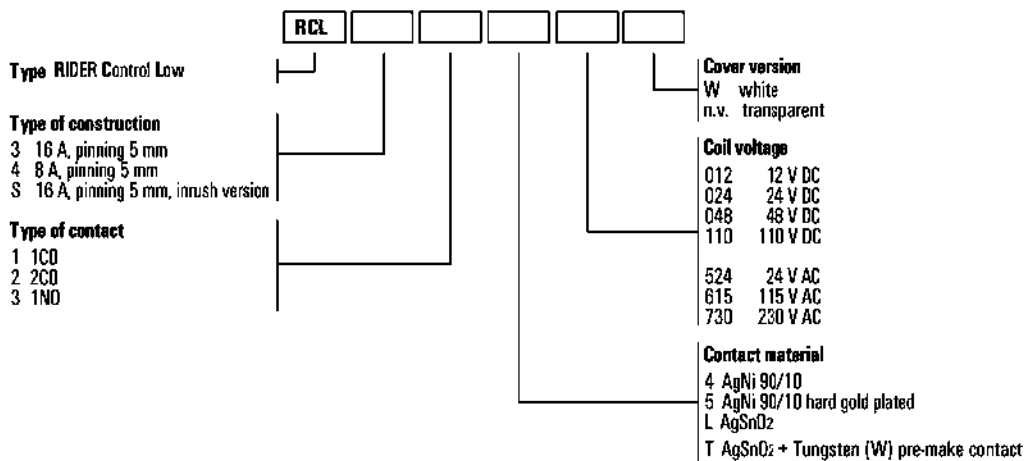 RCL
Type RIDER Control Low
Type of construction
3 16 A, pinning 5 mm
4 8 A, pinning 5 mm
S 16 A, pinning 5 mm, inrush version
Type of contact
1 1CO
2 2CO
3 1NO
Cover version
W white
n.v. transparent
Coil voltage
012 12 V DC
024 24 V DC
048 48 V DC
110 110 V DC
524 24 V AC
615 115 V AC
730 230 V AC
Contact material
4 AgNi 90/10
5 AgNi 90/10 hard gold plated
L AgSnO2
T AgSnO2 + Tungsten (W) pre-make contact